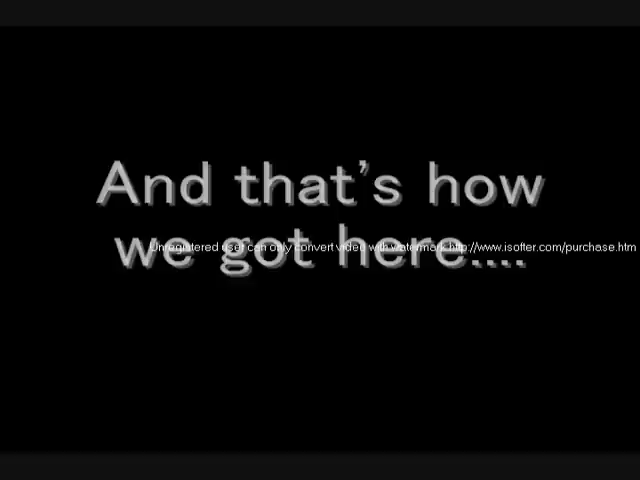 And that's how
we got here....
Unregistered user can only convert video with watermark http://www.isofter.com/purchase.htm